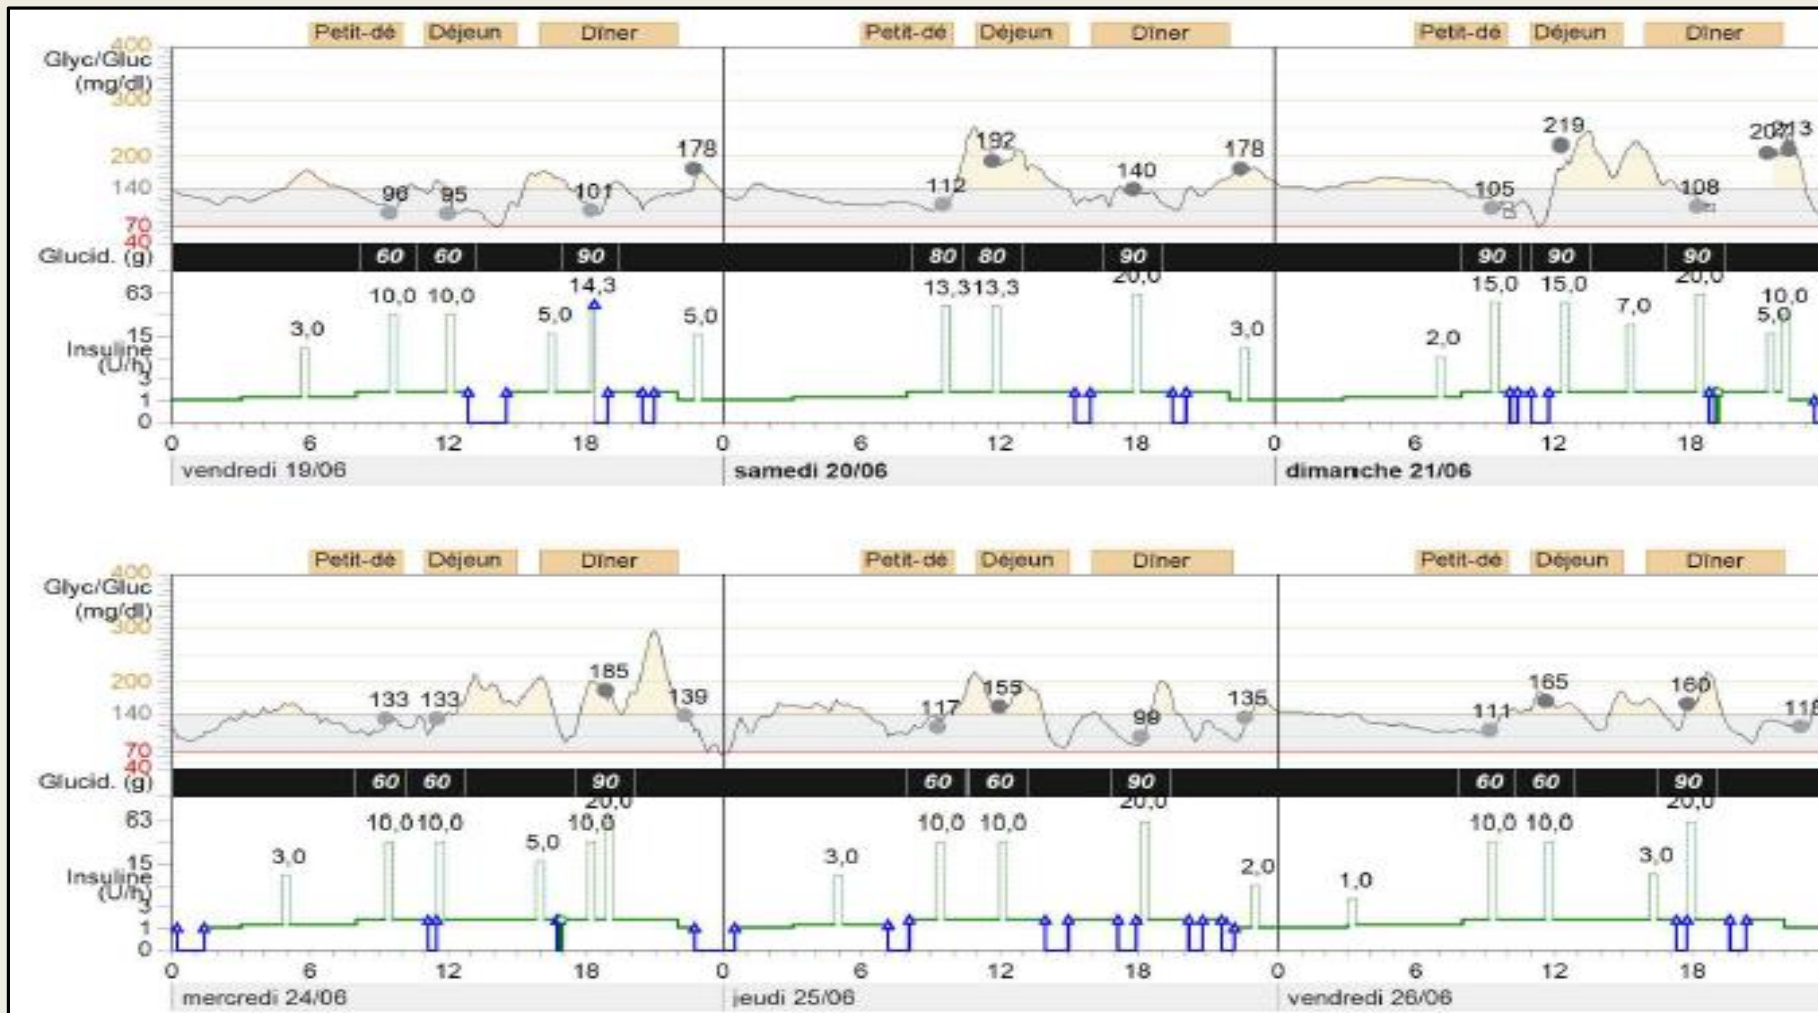 Petit-dé Déjeun Dîner Petit-dé Déjeun Dîner Petit-dé Déjeun Dîner
400
Glyc/Gluc
(mg/dl)
300
219 213
178 192 178
200
140
140
96 95 101 112 105 108
70
40
Glucid. (g) 60 60 90 80 80 90 90 90 90
63 10,0 10,0 14,3 13,3 13,3 20,0 15,0 15,0 20,0 10,0
3,0 5,0 5,0 3,0 2,0 7,0 5,0
15
Insuline
(U/h)
3
1
0
0 6 12 18 0 6 12 18 0 6 12 18
vendredi 19/06 samedi 20/06 dimanche 21/06
Petit-dé Déjeun Dîner Petit-dé Déjeun Dîner Petit-dé Déjeun Dîner
400
Glyc/Gluc
(mg/dl)
300
200
133 133 185 139 117 155 99 135 111 165 160
140
70
40
Glucid. (g) 60 60 90 60 60 90 60 60 90
63 10,0 10,0 10,0 20,0 10,0 10,0 20,0 10,0 10,0 20,0
3,0 5,0 3,0 2,0 1,0 3,0
15
Insuline
(U/h)
3
1
0
0 6 12 18 0 6 12 18 0 6 12 18
mercredi 24/06 jeudi 25/06 vendredi 26/06